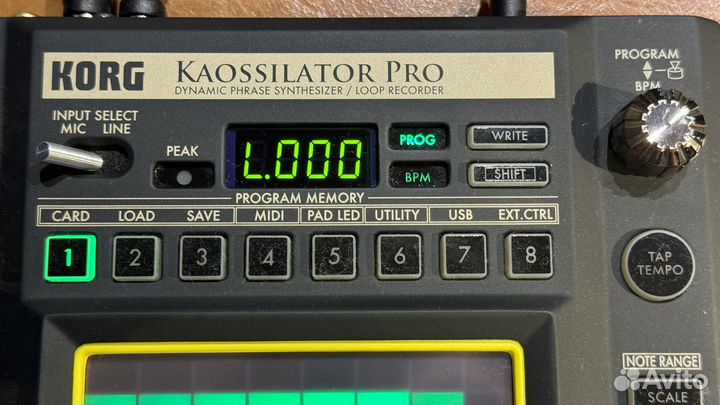 KORG KAOSSILATOR PRO
DYNAMIC PHRASE SYNTHESIZER / LOOP RECORDER
PROGRAM
BPM
INPUT SELECT
MIC LINE
PEAK
L.000
PROG
BPM
WRITE
SHIFT
PROGRAM MEMORY
CARD LOAD SAVE MIDI PAD LED UTILITY USB EXT.CTRL
1 2 3 4 5 6 7 8
TAP
TEMPO
NOTE RANGE
SCALE
Avito